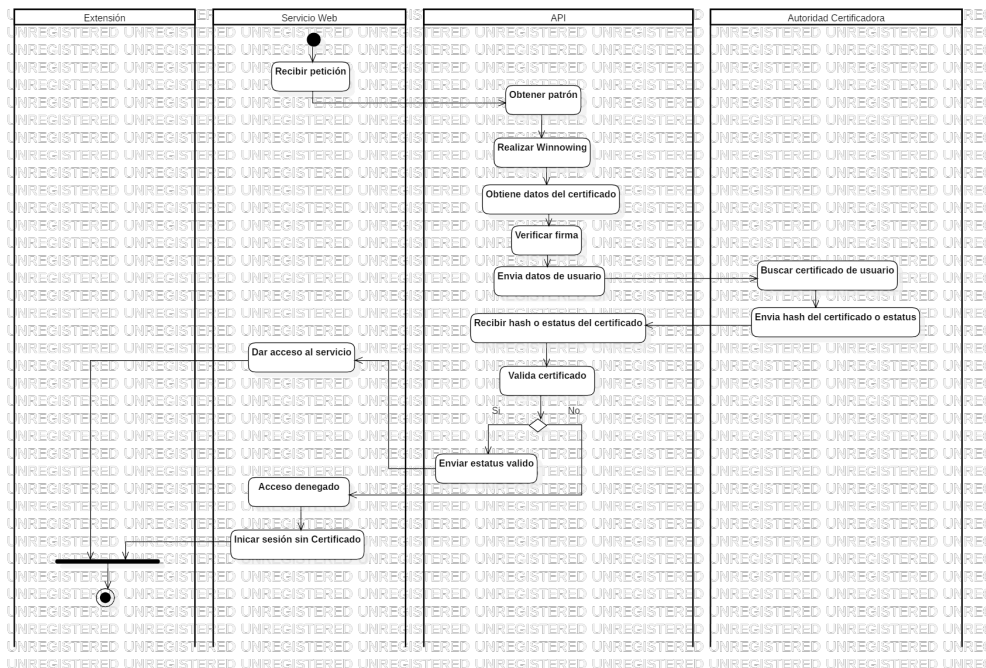 Extensión
Servicio Web
API
Autoridad Certificadora
Recibir petición
Obtener patrón
Realizar Winnowing
Obtiene datos del certificado
Verificar firma
Envia datos de usuario
Buscar certificado de usuario
Envia hash del certificado o estatus
Recibir hash o estatus del certificado
Dar acceso al servicio
Valida certificado
Si
No
Enviar estatus valido
Acceso denegado
Inicar sesión sin Certificado
UNREGISTERED